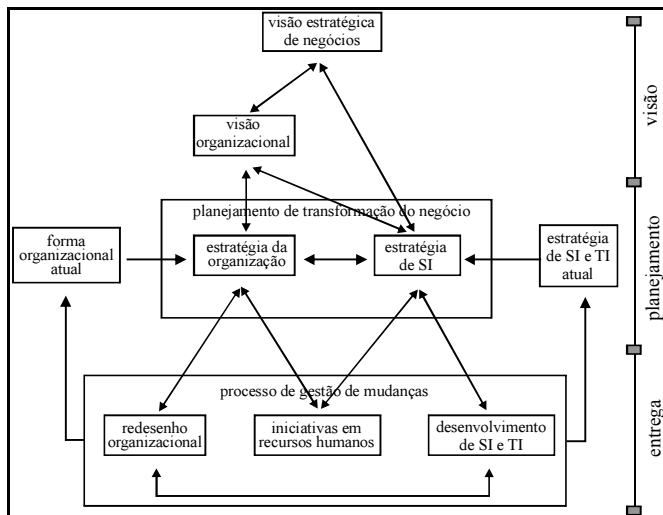 visão estratégica
de negócios
visão
organizacional
planejamento de transformação do negócio
forma
organizacional
atual
estratégia da
organização
estratégia
de SI
estratégia
de SI e TI
atual
processo de gestão de mudanças
redesenho
organizacional
iniciativas em
recursos humanos
desenvolvimento
de SI e TI
visão
planejamento
entrega